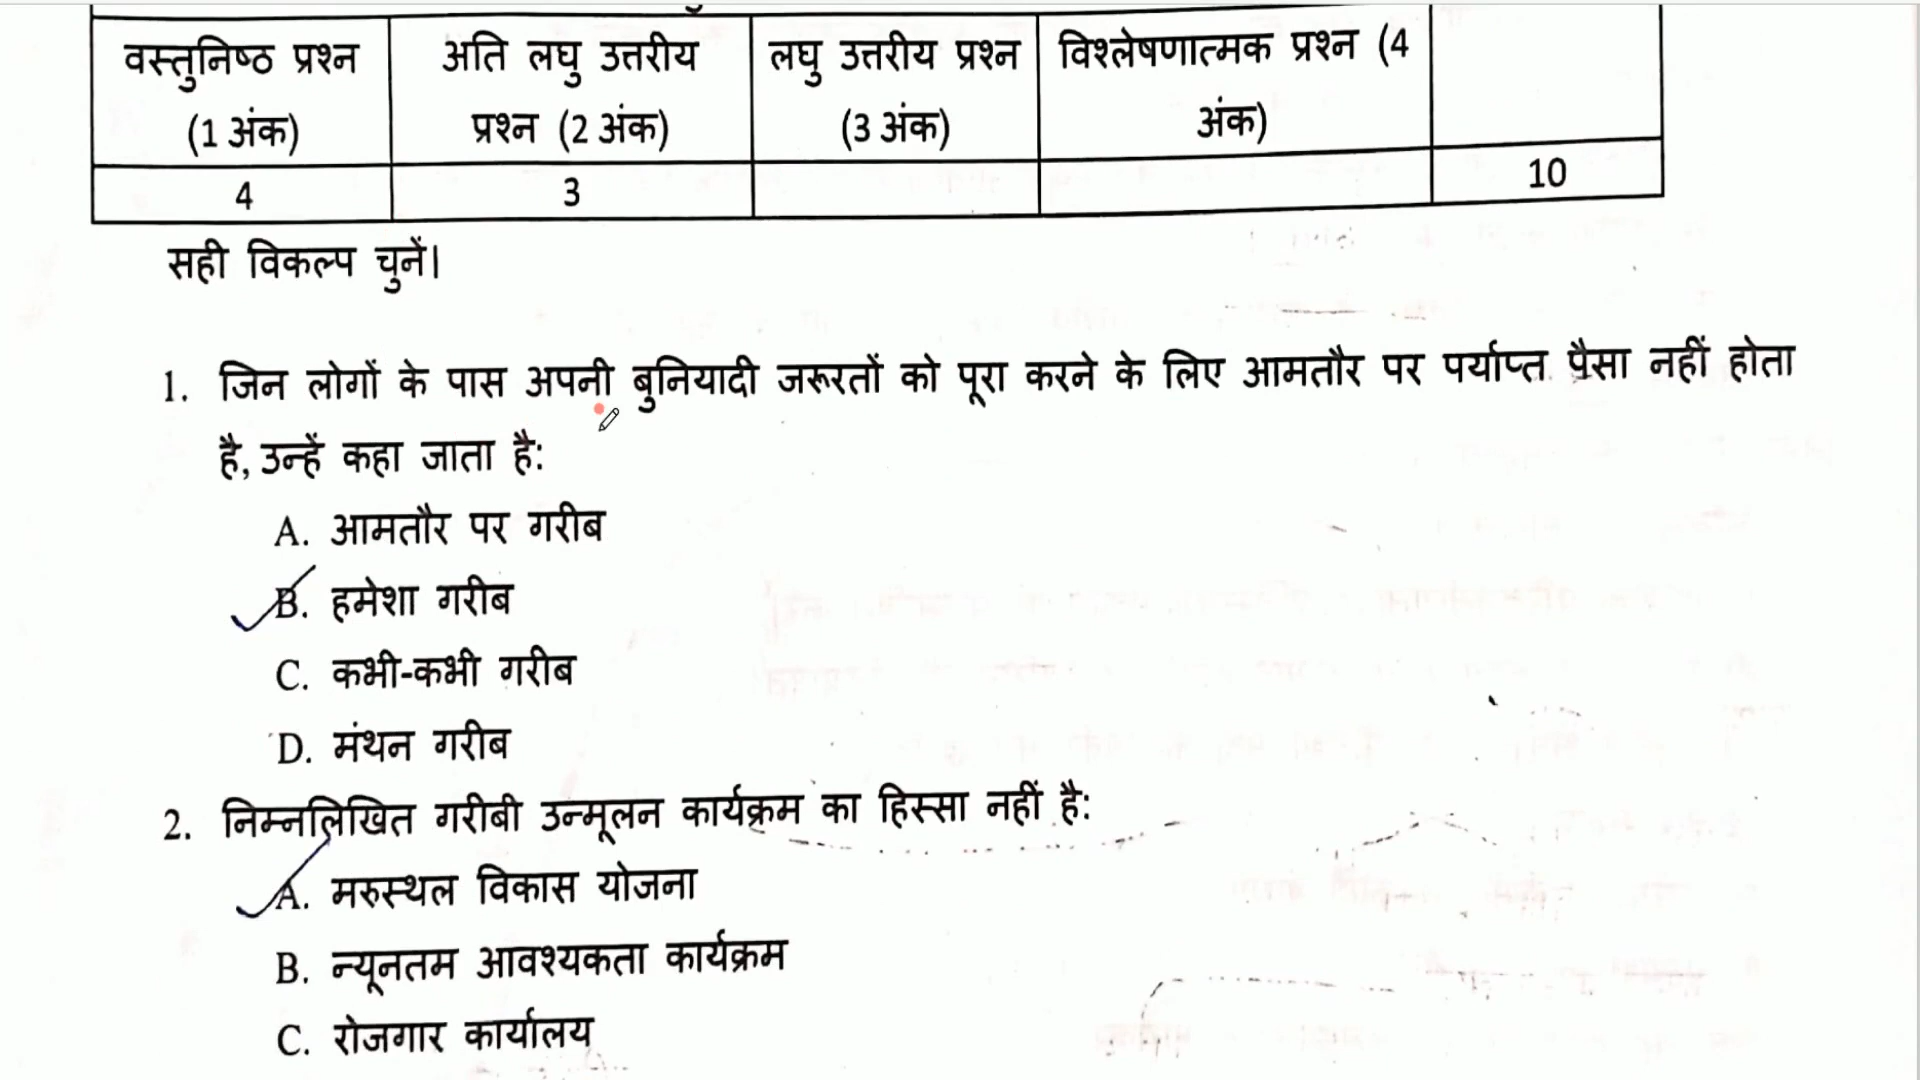 वस्तुनिष्ठ प्रश्न (1 अंक) अति लघु उत्तरीय प्रश्न (2 अंक) लघु उत्तरीय प्रश्न (3 अंक) विश्लेषणात्मक प्रश्न (4 अंक)
4 3 10
सही विकल्प चुनें।
1. जिन लोगों के पास अपनी बुनियादी जरूरतों को पूरा करने के लिए आमतौर पर पर्याप्त पैसा नहीं होता
है, उन्हें कहा जाता है:
A. आमतौर पर गरीब
B. हमेशा गरीब
C. कभी-कभी गरीब
D. मंथन गरीब
2. निम्नलिखित गरीबी उन्मूलन कार्यक्रम का हिस्सा नहीं है:
A. मरुस्थल विकास योजना
B. न्यूनतम आवश्यकता कार्यक्रम
C. रोजगार कार्यालय